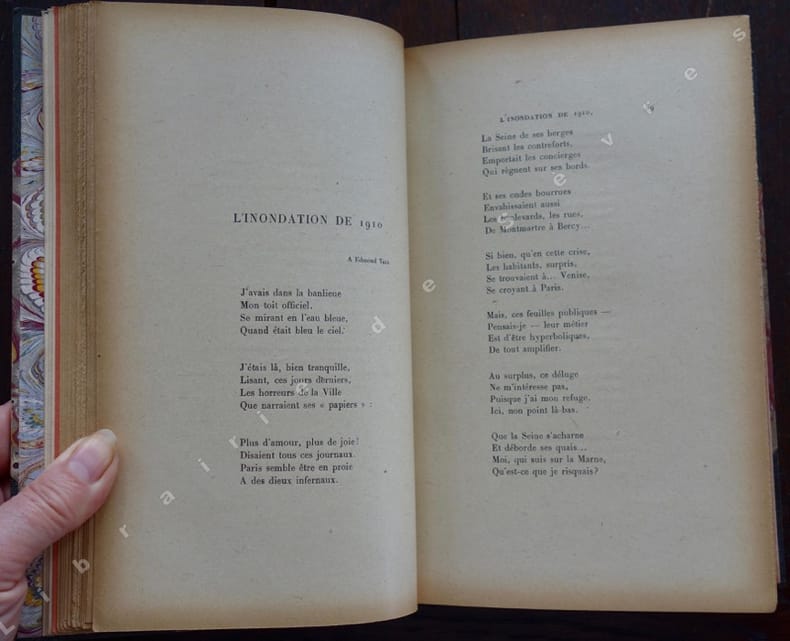 L'INONDATION DE 1910
A Edmond
J'avais dans la banlieue
Mon toit officiel,
Se mirant en l'eau bleue,
Quand était bleu le ciel.
J'étais là, bien tranquille,
Lisant, ces jours derniers,
Les horreurs de la Ville
Que narraient ses « papiers » :
Plus d'amour, plus de joie!
Disaient tous ces journaux.
Paris semble être en proie
A des dieux infernaux.
L'INONDATION DE 1910.
La Seine de ses berges
Brisant les contreforts,
Emportait les concierges
Qui règnent sur ses bords.
Et ses ondes bourrues
Envahissaient aussi
Les boulevards, les rues,
De Montmartre à Bercy...
Si bien, qu'en cette crise,
Les habitants, surpris,
Se trouvaient à... Venise,
Se croyant à Paris.
Mais, ces feuilles publiques —
Pensais-je — leur métier
Est d'être hyperboliques,
De tout amplifier.
Au surplus, ce déluge
Ne m'intéresse pas,
Puisque j'ai mon refuge,
Ici, non point là-bas.
Que la Seine s'acharne
Et déborde ses quais...
Moi, qui suis sur la Marne,
Qu'est-ce que je risquais?
Librairie de sèvres